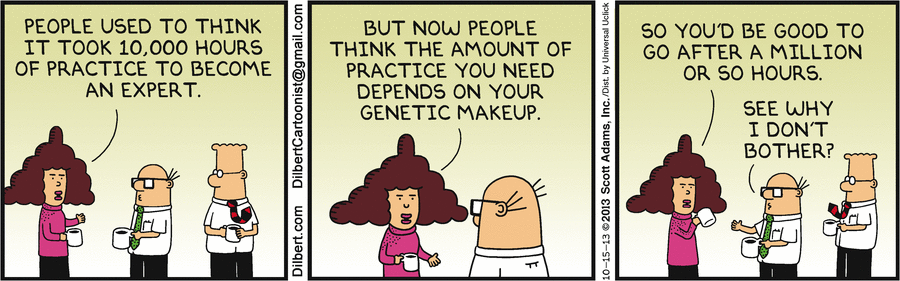 PEOPLE USED TO THINK
IT TOOK 10,000 HOURS
OF PRACTICE TO BECOME
AN EXPERT.
Dilbert.com DilbertCartoonist@gmail.com
BUT NOW PEOPLE
THINK THE AMOUNT OF
PRACTICE YOU NEED
DEPENDS ON YOUR
GENETIC MAKEUP.
10-15-13 © 2013 Scott Adams, Inc. /Dist. by Universal Uclick
SO YOU'D BE GOOD TO
GO AFTER A MILLION
OR SO HOURS.
SEE WHY
I DON'T
BOTHER?